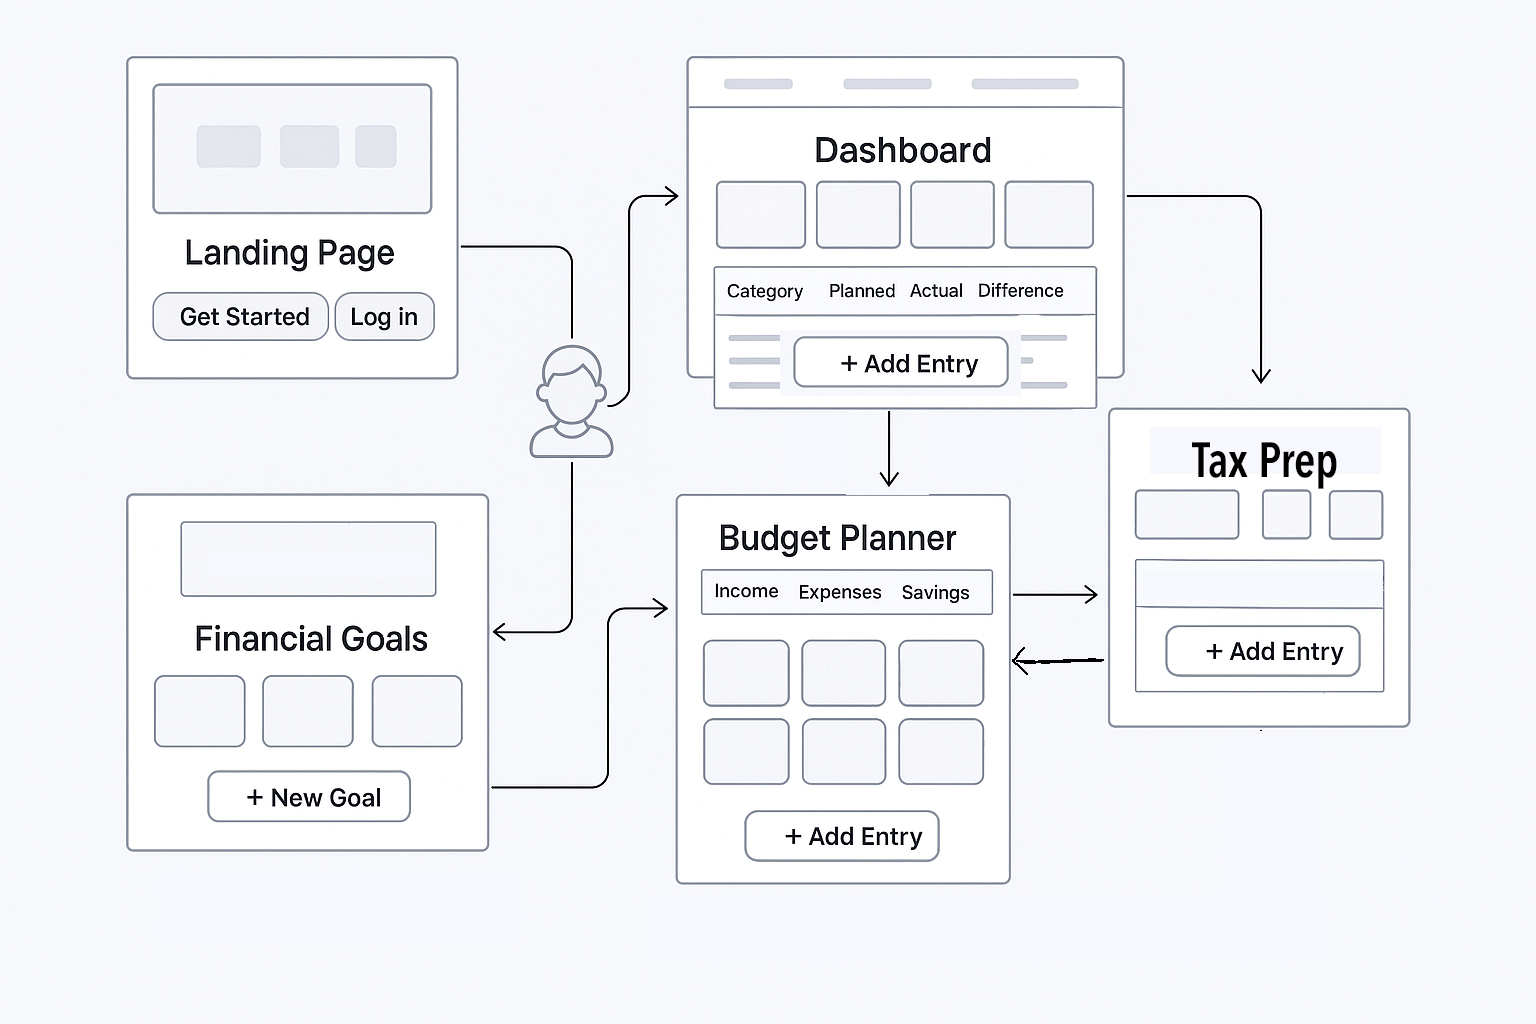 Landing Page
Get Started
Log in
Dashboard
Category Planned Actual Difference
+ Add Entry
Tax Prep
+ Add Entry
Financial Goals
+ New Goal
Budget Planner
Income Expenses Savings
+ Add Entry